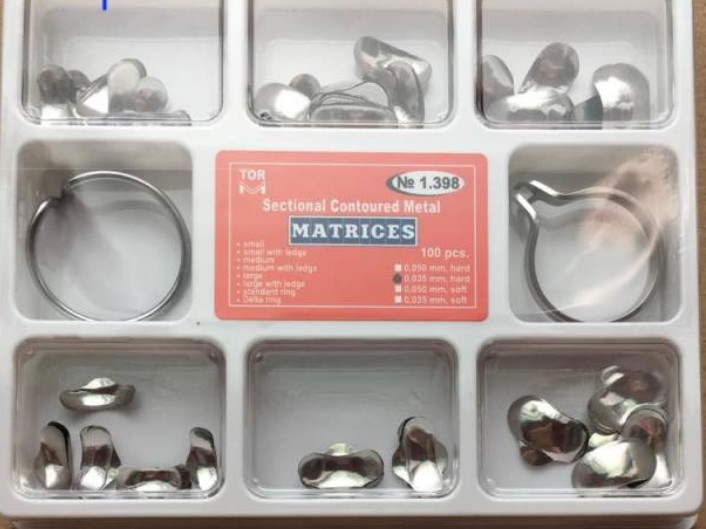 TOR
№ 1.398
Sectional Contoured Metal
MATRICES
100 pcs.
• small
• small with ledge
• medium
• medium with ledge
• large
• large with ledge
• standard ring
• Delta ring
0,050 mm, hard
0,035 mm, hard
0,050 mm, soft
0,035 mm, soft